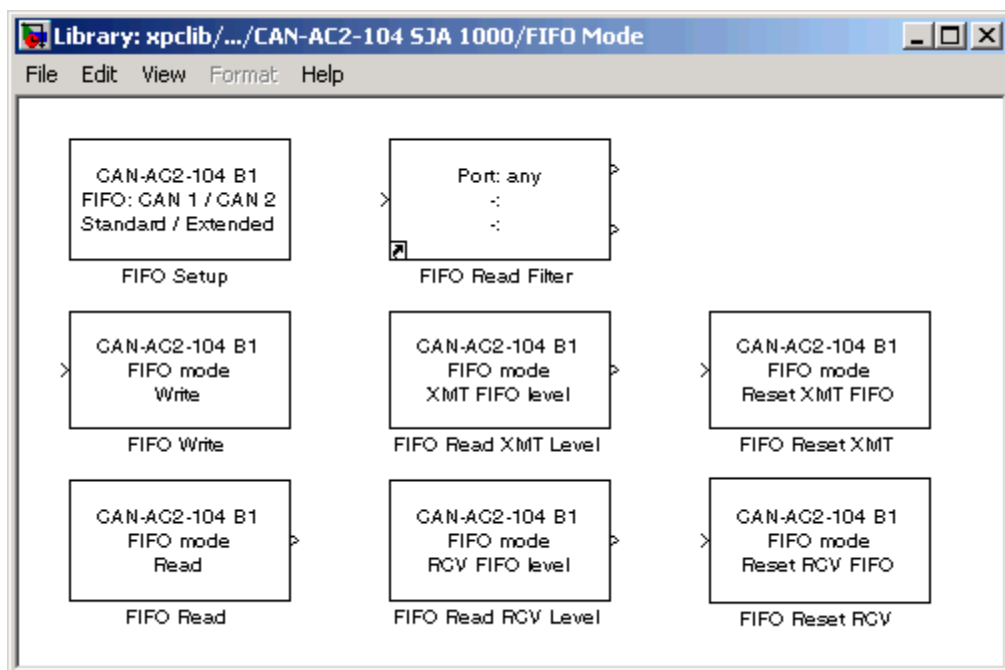 Library: xpclib/.../CAN-AC2-104 SJA 1000/FIFO Mode
File Edit View Format Help
CAN-AC2-104 B1
FIFO: CAN 1 / CAN 2
Standard / Extended
FIFO Setup
Port: any
-:
-:
FIFO Read Filter
CAN-AC2-104 B1
FIFO mode
Write
FIFO Write
CAN-AC2-104 B1
FIFO mode
XMT FIFO level
FIFO Read XMT Level
CAN-AC2-104 B1
FIFO mode
Reset XMT FIFO
FIFO Reset XMT
CAN-AC2-104 B1
FIFO mode
Read
FIFO Read
CAN-AC2-104 B1
FIFO mode
RCV FIFO level
FIFO Read RCV Level
CAN-AC2-104 B1
FIFO mode
Reset RCV FIFO
FIFO Reset RCV